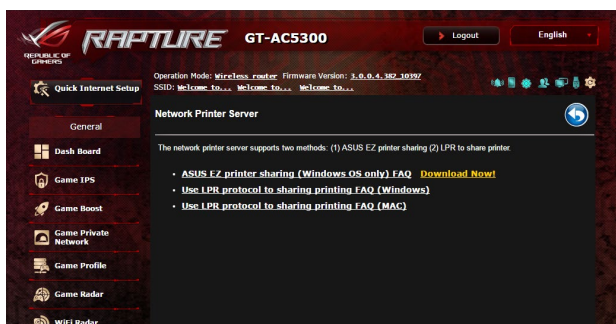 REPUBLIC OF
GAMERS
RAPTURE
GT-AC5300
Logout
English
Quick Internet Setup
Operation Mode: Wireless router Firmware Version: 3.0.0.4.382_10397
SSID: Welcome to... Welcome to... Welcome to...
General
Dash Board
Game IPS
Game Boost
Game Private
Network
Game Profile
Game Radar
WiFi Radar
Network Printer Server
The network printer server supports two methods: (1) ASUS EZ printer sharing (2) LPR to share printer.
ASUS EZ printer sharing (Windows OS only) FAQ Download Now!
Use LPR protocol to sharing printing FAQ (Windows)
Use LPR protocol to sharing printing FAQ (MAC)